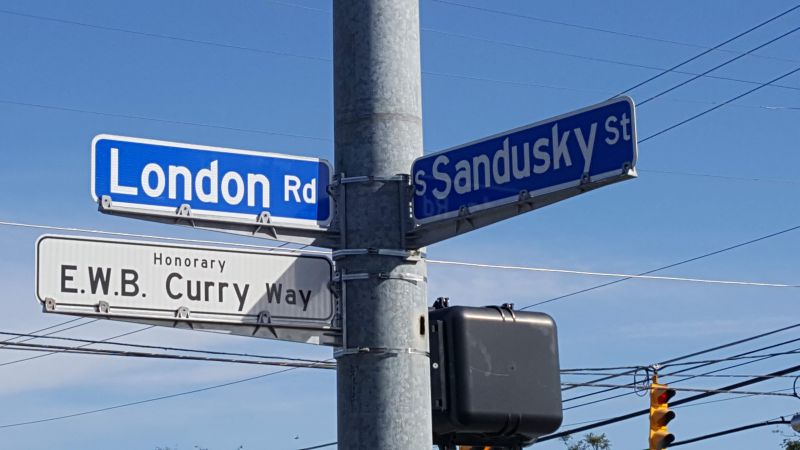 London Rd
S Sandusky St
Honorary
E.W.B. Curry Way